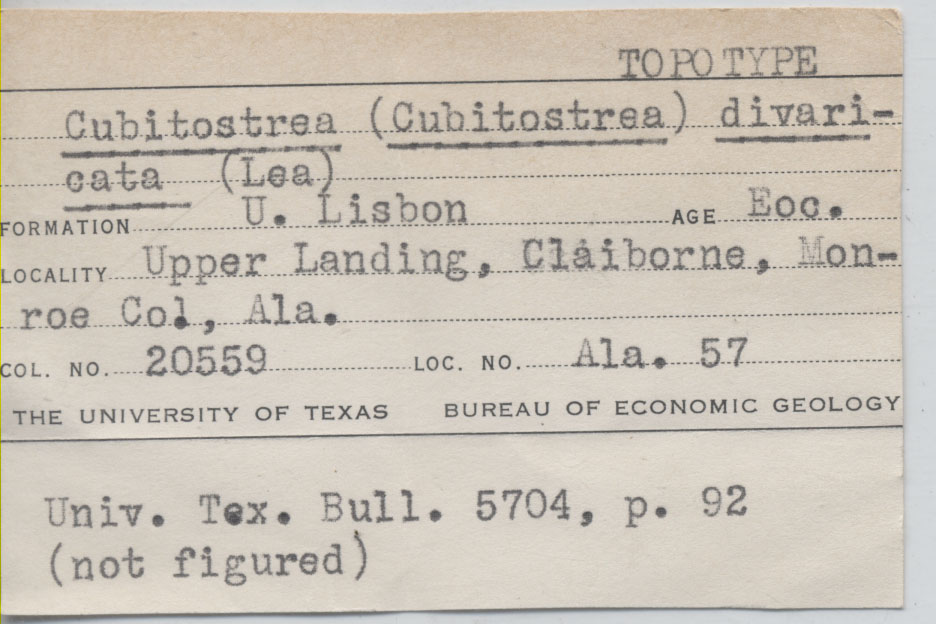 TOPOTYPE
Cubitostrea (Cubitostrea) divari-
cata (Lea)
FORMATION U. Lisbon AGE Eoc.
LOCALITY Upper Landing, Claiborne, Mon-
roe Col, Ala.
COL. NO. 20559 LOC. NO. Ala. 57
THE UNIVERSITY OF TEXAS BUREAU OF ECONOMIC GEOLOGY
Univ. Tex. Bull. 5704, p. 92
(not figured)